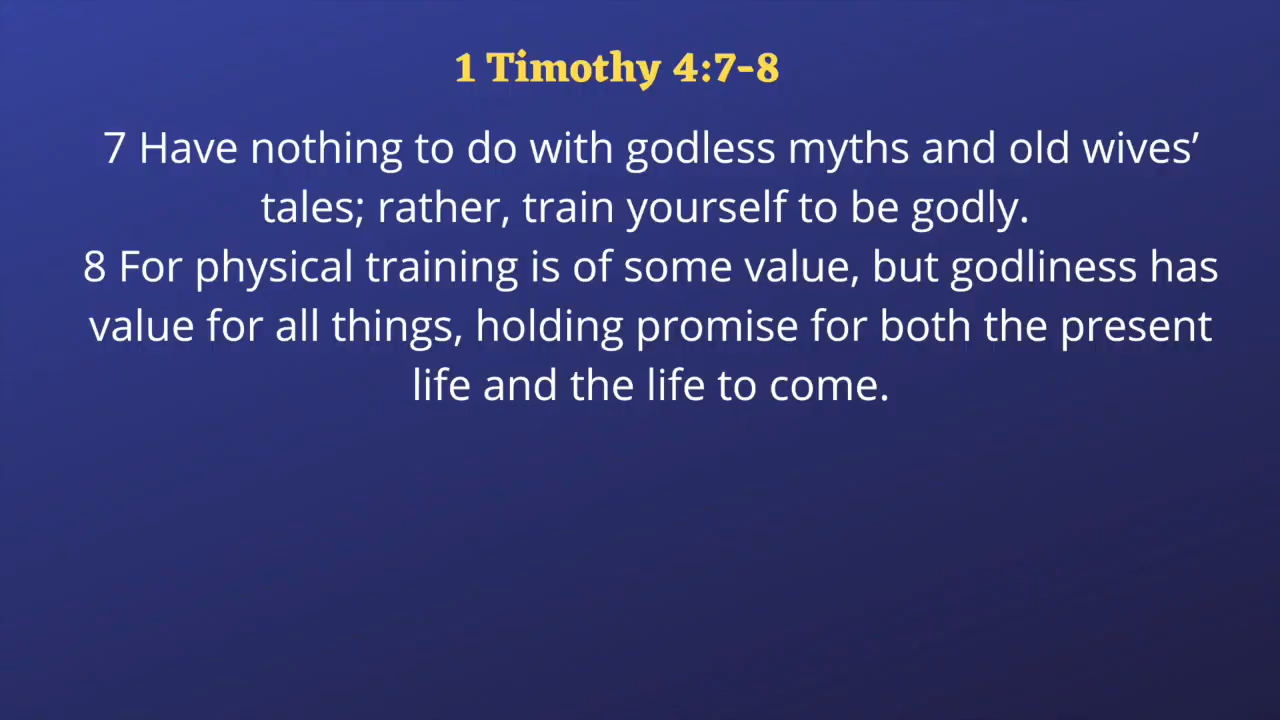 1 Timothy 4:7-8
7 Have nothing to do with godless myths and old wives’
tales; rather, train yourself to be godly.
8 For physical training is of some value, but godliness has
value for all things, holding promise for both the present
life and the life to come.